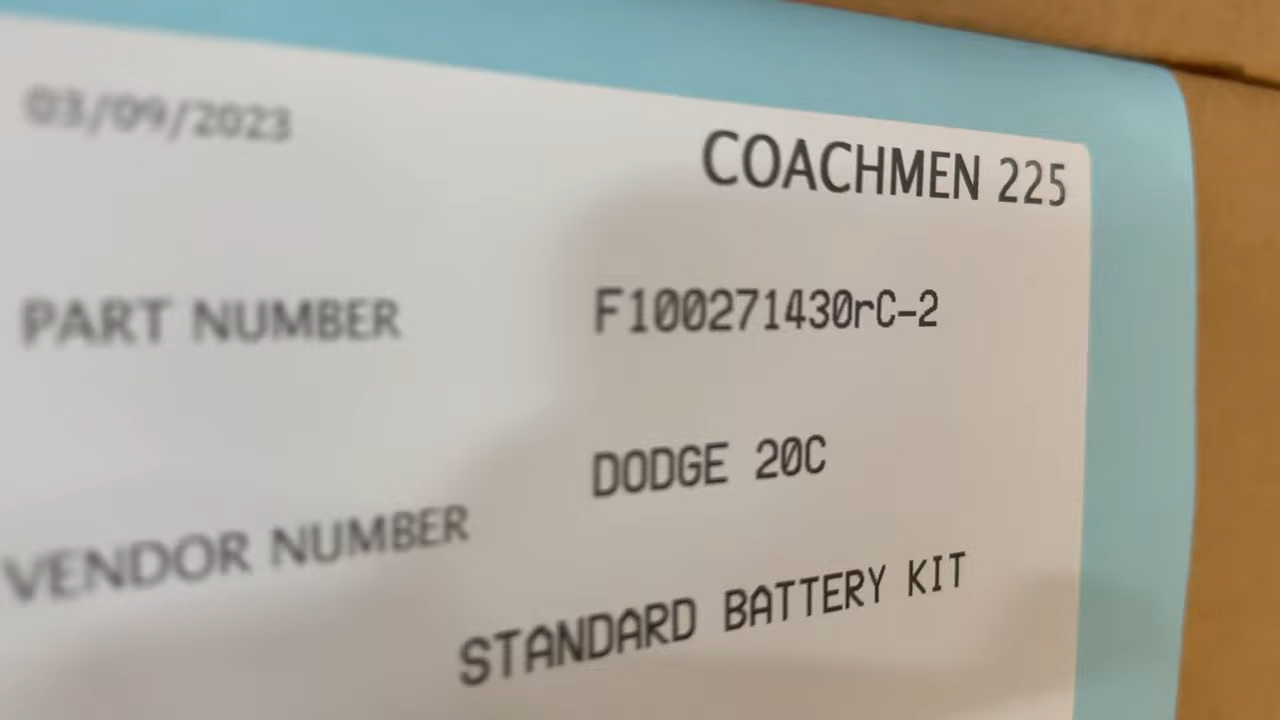 03/09/2023
COACHMEN 225
PART NUMBER F100271430rC-2
DODGE 20C
VENDOR NUMBER
STANDARD BATTERY KIT